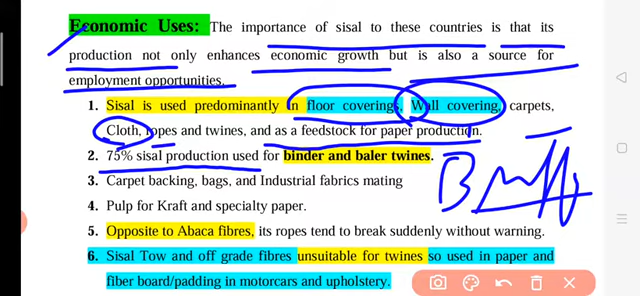 Economic Uses: The importance of sisal to these countries is that its
production not only enhances economic growth but is also a source for
employment opportunities.
1. Sisal is used predominantly in floor coverings, Wall covering, carpets,
Cloth, ropes and twines, and as a feedstock for paper production.
2. 75% sisal production used for binder and baler twines.
3. Carpet backing, bags, and Industrial fabrics mating
4. Pulp for Kraft and specialty paper.
5. Opposite to Abaca fibres, its ropes tend to break suddenly without warning.
6. Sisal Tow and off grade fibres unsuitable for twines so used in paper and
fiber board/padding in motorcars and upholstery.